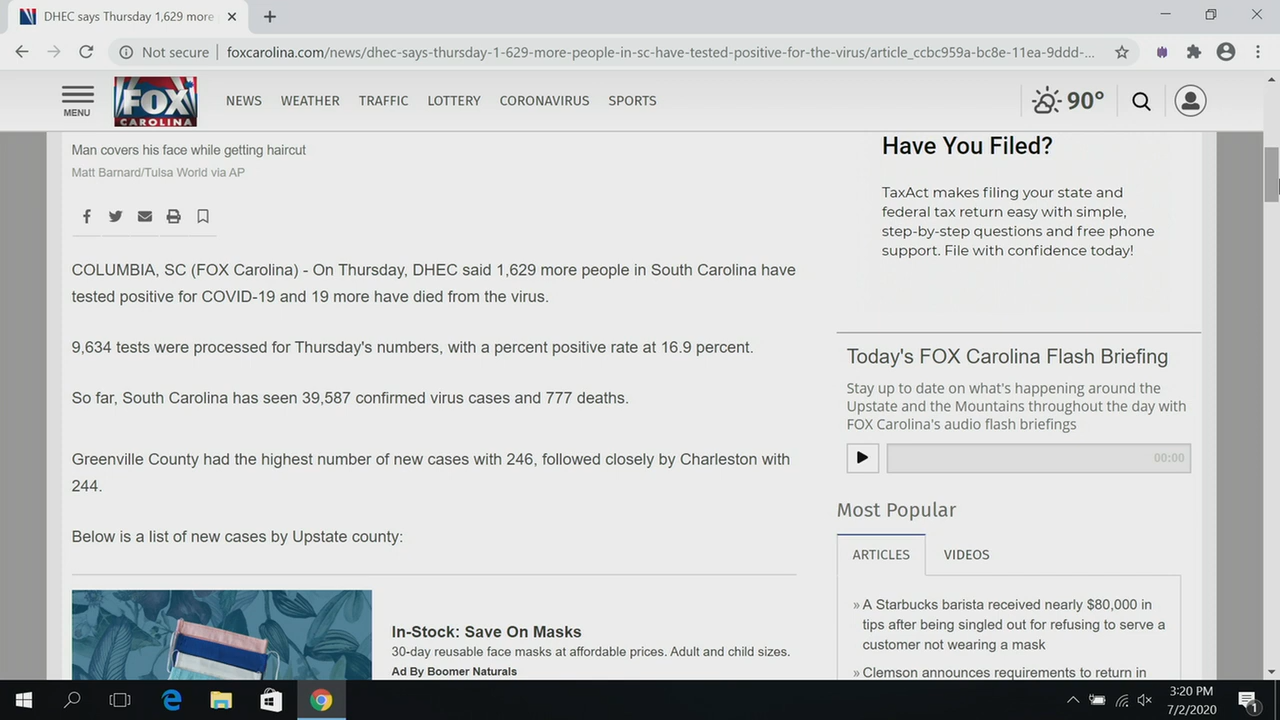 DHEC says Thursday 1,629 more
Not secure
foxcarolina.com/news/dhec-says-thursday-1-629-more-people-in-sc-have-tested-positive-for-the-virus/article_ccbc959a-bc8e-11ea-9ddd-...
MENU
FOX
CAROLINA
NEWS
WEATHER
TRAFFIC
LOTTERY
CORONAVIRUS
SPORTS
90°
Man covers his face while getting haircut
Matt Barnard/Tulsa World via AP
COLUMBIA, SC (FOX Carolina) - On Thursday, DHEC said 1,629 more people in South Carolina have
tested positive for COVID-19 and 19 more have died from the virus.
9,634 tests were processed for Thursday's numbers, with a percent positive rate at 16.9 percent.
So far, South Carolina has seen 39,587 confirmed virus cases and 777 deaths.
Greenville County had the highest number of new cases with 246, followed closely by Charleston with
244.
Below is a list of new cases by Upstate county:
In-Stock: Save On Masks
30-day reusable face masks at affordable prices. Adult and child sizes.
Ad By Boomer Naturals
Have You Filed?
TaxAct makes filing your state and
federal tax return easy with simple,
step-by-step questions and free phone
support. File with confidence today!
Today's FOX Carolina Flash Briefing
Stay up to date on what's happening around the
Upstate and the Mountains throughout the day with
FOX Carolina's audio flash briefings
00:00
Most Popular
ARTICLES
VIDEOS
» A Starbucks barista received nearly $80,000 in
tips after being singled out for refusing to serve a
customer not wearing a mask
» Clemson announces requirements to return in
3:20 PM
7/2/2020
1